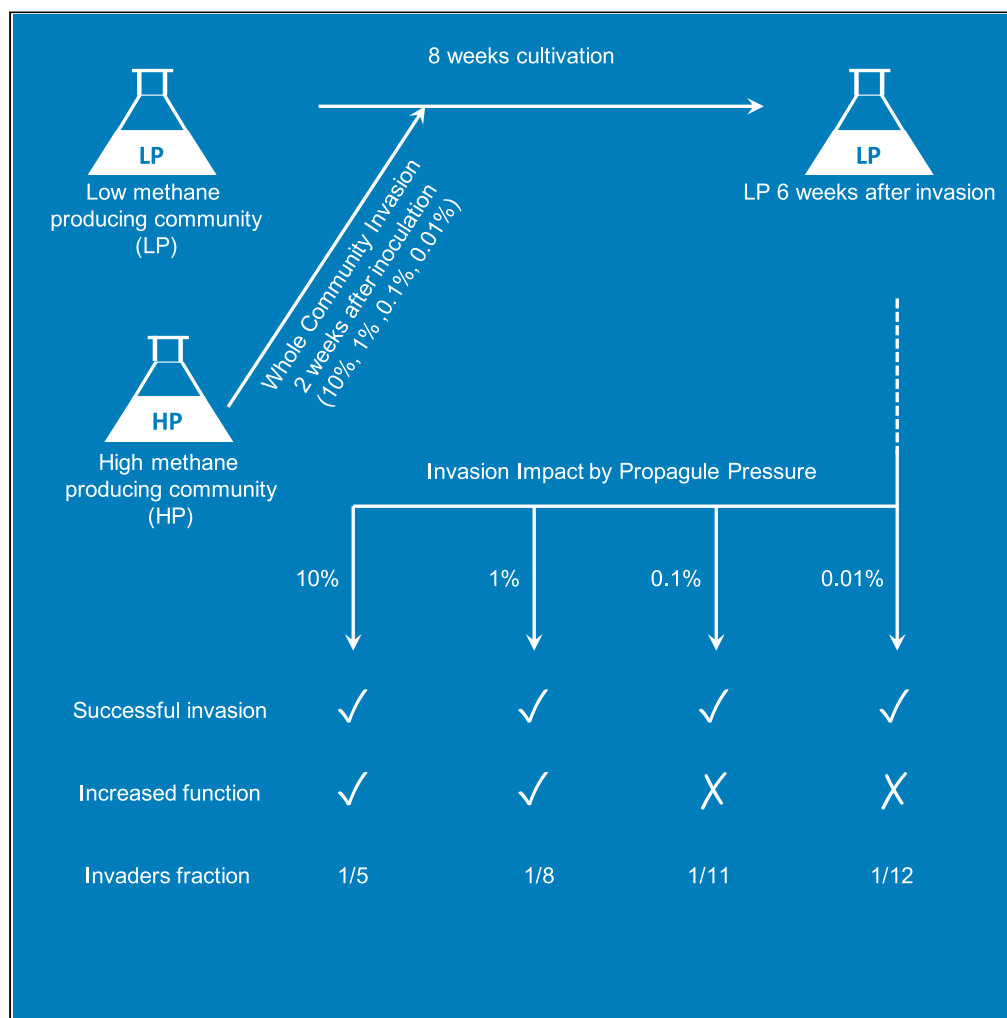 8 weeks cultivation
LP
Low methane
producing community
(LP)
LP
LP 6 weeks after invasion
Whole Community Invasion
2 weeks after inoculation
(10%, 1% ,0.1%, 0.01%)
HP
High methane
producing community
(HP)
Invasion Impact by Propagule Pressure
10% 1% 0.1% 0.01%
Successful invasion ✓ ✓ ✓ ✓
Increased function ✓ ✓ X X
Invaders fraction 1/5 1/8 1/11 1/12